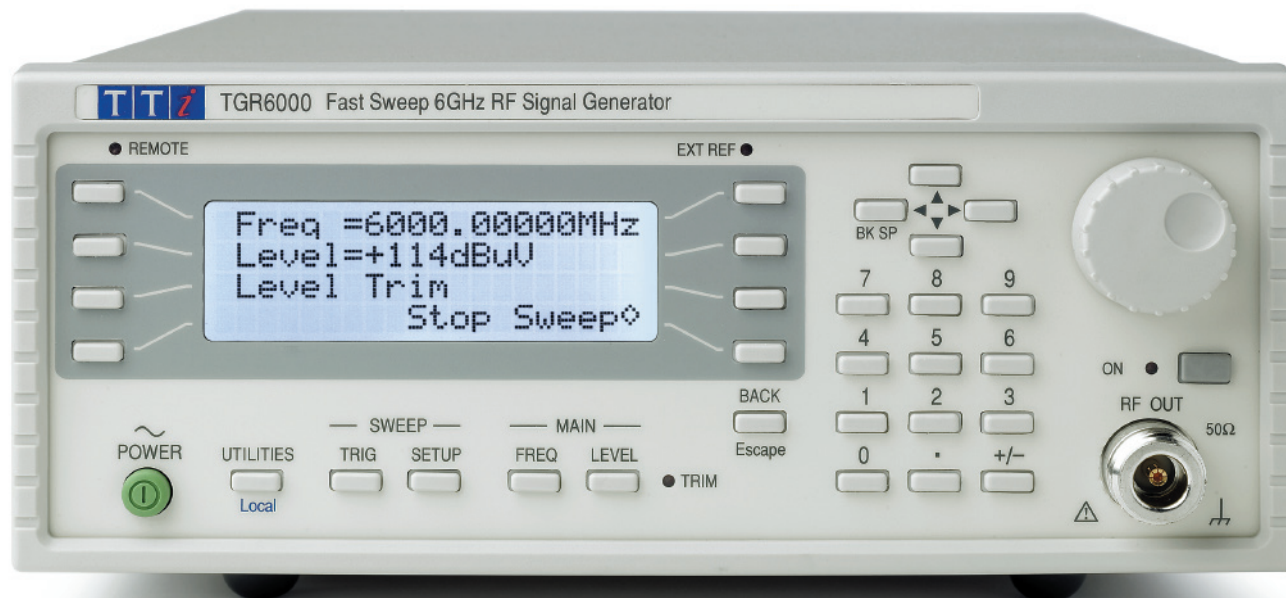 TTi TGR6000 Fast Sweep 6GHz RF Signal Generator
REMOTE
EXT REF
Freq =6000.00000MHz
Level=+114dBuV
Level Trim
Stop Sweep◇
BK SP
7 8 9
4 5 6
1 2 3
0 . +/−
ON
RF OUT
50Ω
BACK
Escape
POWER
UTILITIES
Local
SWEEP
TRIG SETUP
MAIN
FREQ LEVEL
TRIM